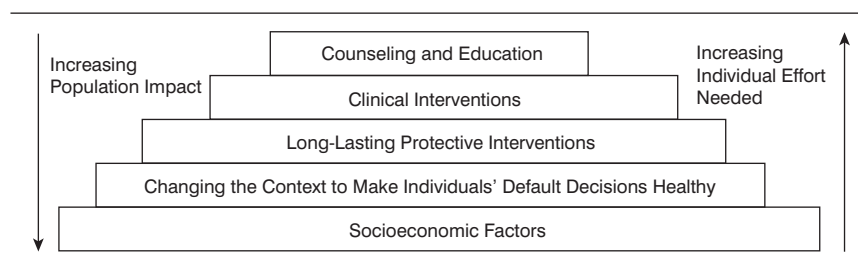 Increasing
Population Impact
Counseling and Education
Increasing
Individual Effort
Needed
Clinical Interventions
Long-Lasting Protective Interventions
Changing the Context to Make Individuals’ Default Decisions Healthy
Socioeconomic Factors